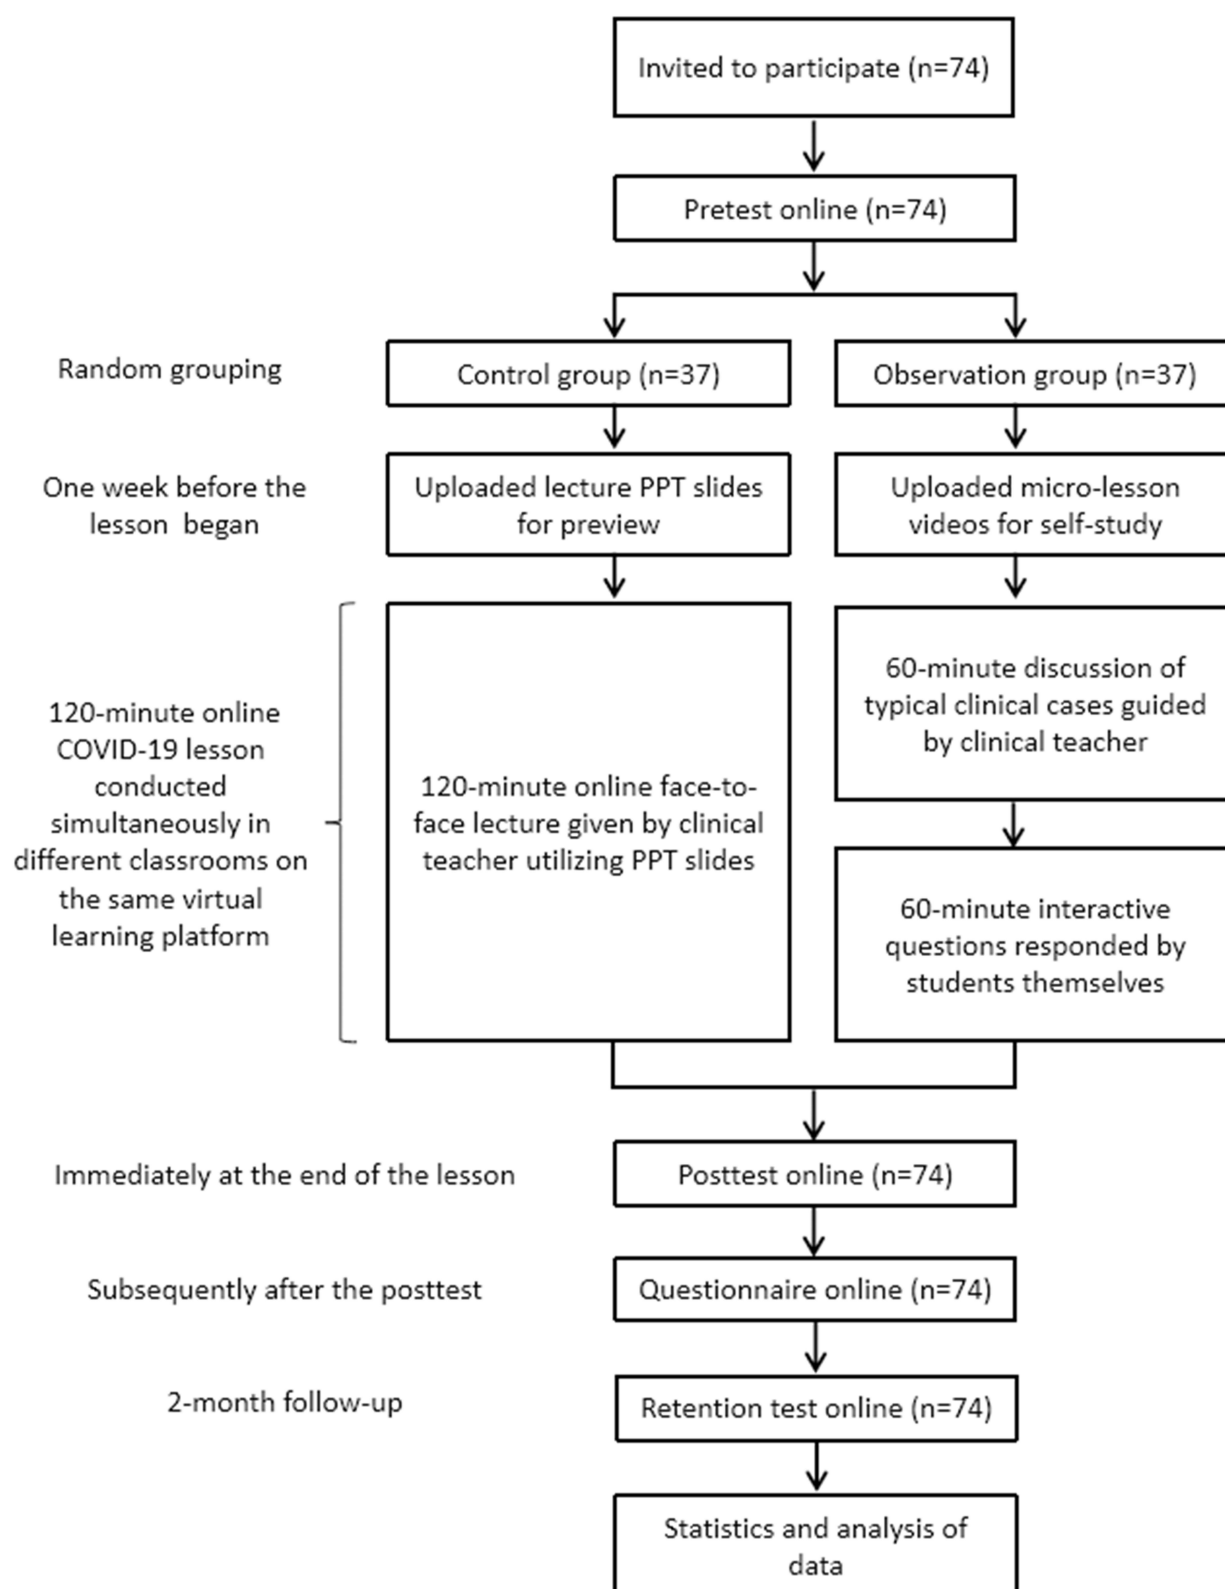 Invited to participate (n=74)
Pretest online (n=74)
Random grouping
Control group (n=37)
Observation group (n=37)
One week before the
lesson began
Uploaded lecture PPT slides
for preview
Uploaded micro-lesson
videos for self-study
120-minute online
COVID-19 lesson
conducted
simultaneously in
different classrooms on
the same virtual
learning platform
120-minute online face-to-
face lecture given by clinical
teacher utilizing PPT slides
60-minute discussion of
typical clinical cases guided
by clinical teacher
60-minute interactive
questions responded by
students themselves
Immediately at the end of the lesson
Posttest online (n=74)
Subsequently after the posttest
Questionnaire online (n=74)
2-month follow-up
Retention test online (n=74)
Statistics and analysis of
data